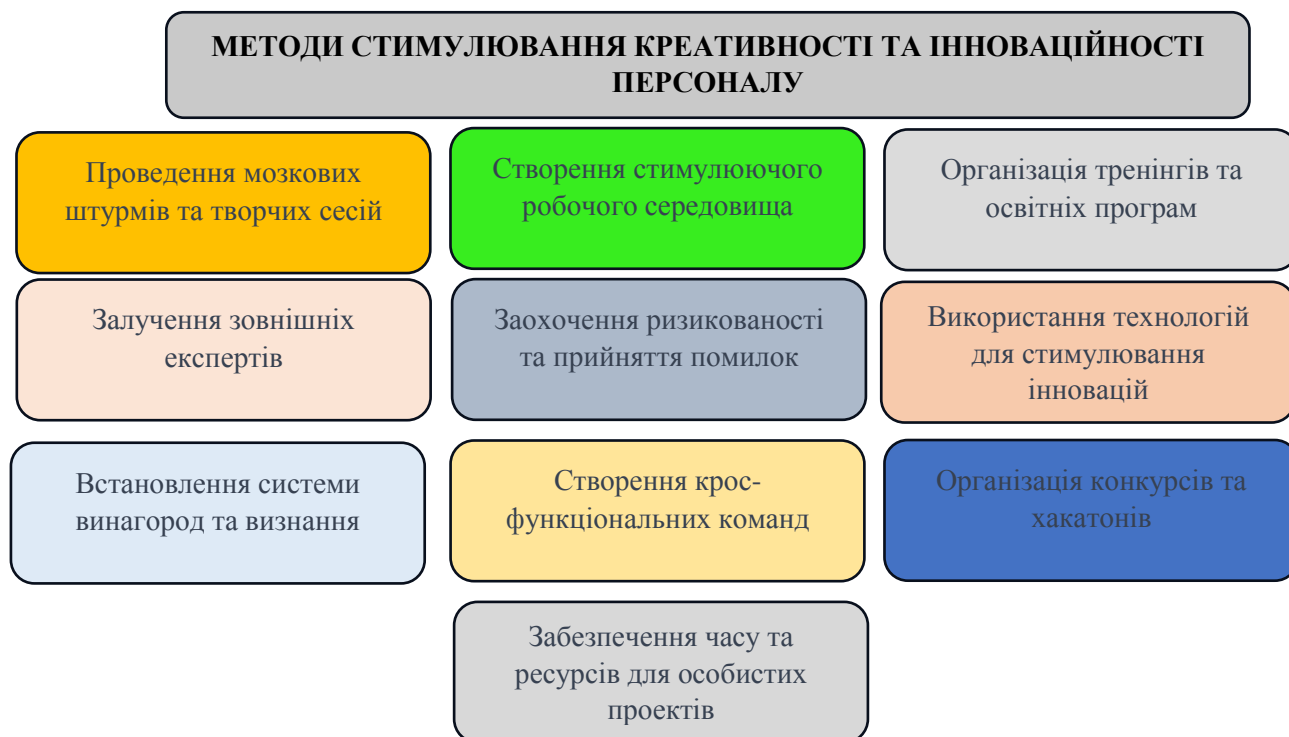 МЕТОДИ СТИМУЛЮВАННЯ КРЕАТИВНОСТІ ТА ІННОВАЦІЙНОСТІ
ПЕРСОНАЛУ
Проведення мозкових
штурмів та творчих сесій
Створення стимулюючого
робочого середовища
Організація тренінгів та
освітніх програм
Залучення зовнішніх
експертів
Заохочення ризикованості
та прийняття помилок
Використання технологій
для стимулювання
інновацій
Встановлення системи
винагород та визнання
Створення крос-
функціональних команд
Організація конкурсів та
хакатонів
Забезпечення часу та
ресурсів для особистих
проектів